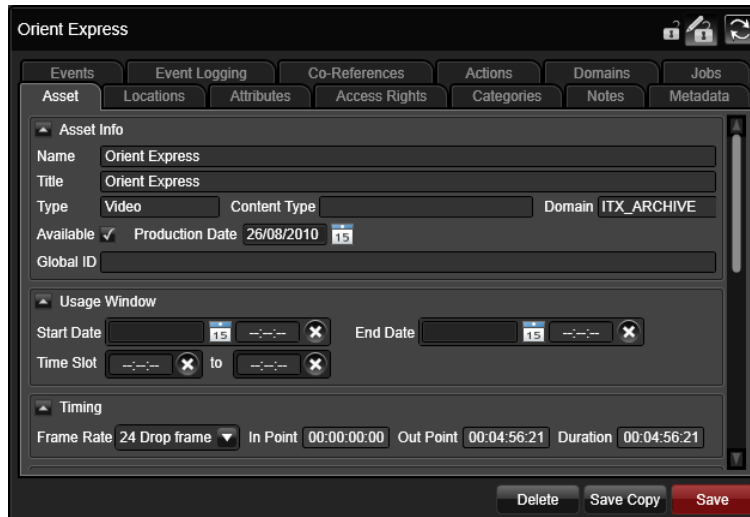 Orient Express
Events Event Logging Co-References Actions Domains Jobs
Asset Locations Attributes Access Rights Categories Notes Metadata
Asset Info
Name Orient Express
Title Orient Express
Type Video Content Type Domain ITX_ARCHIVE
Available Production Date 26/08/2010 15
Global ID
Usage Window
Start Date 15 --:--:-- End Date 15 --:--:--
Time Slot --:--:-- to --:--:--
Timing
Frame Rate 24 Drop frame In Point 00:00:00:00 Out Point 00:04:56:21 Duration 00:04:56:21
Delete Save Copy Save